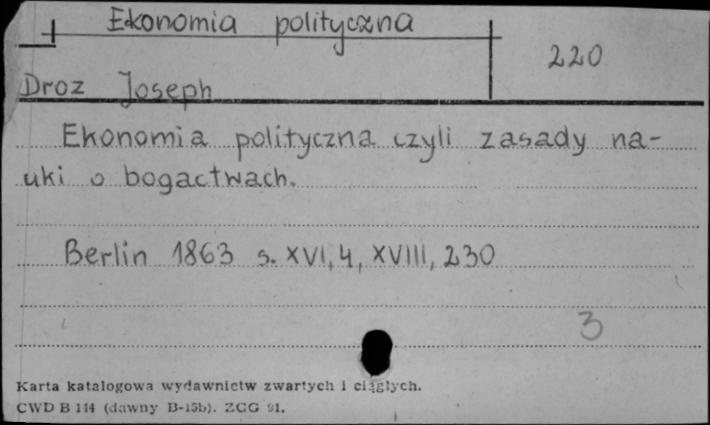 Ekonomia polityczna
220
Droz Joseph
Ekonomia polityczna czyli zasady na-
uki o bogactwach.
Berlin 1863 s. XVI, 4, XVIII, 230
3
Karta katalogowa wydawnictw zwartych i ciągłych.
CWD B 114 (dawny B-15b). ZCG 91.